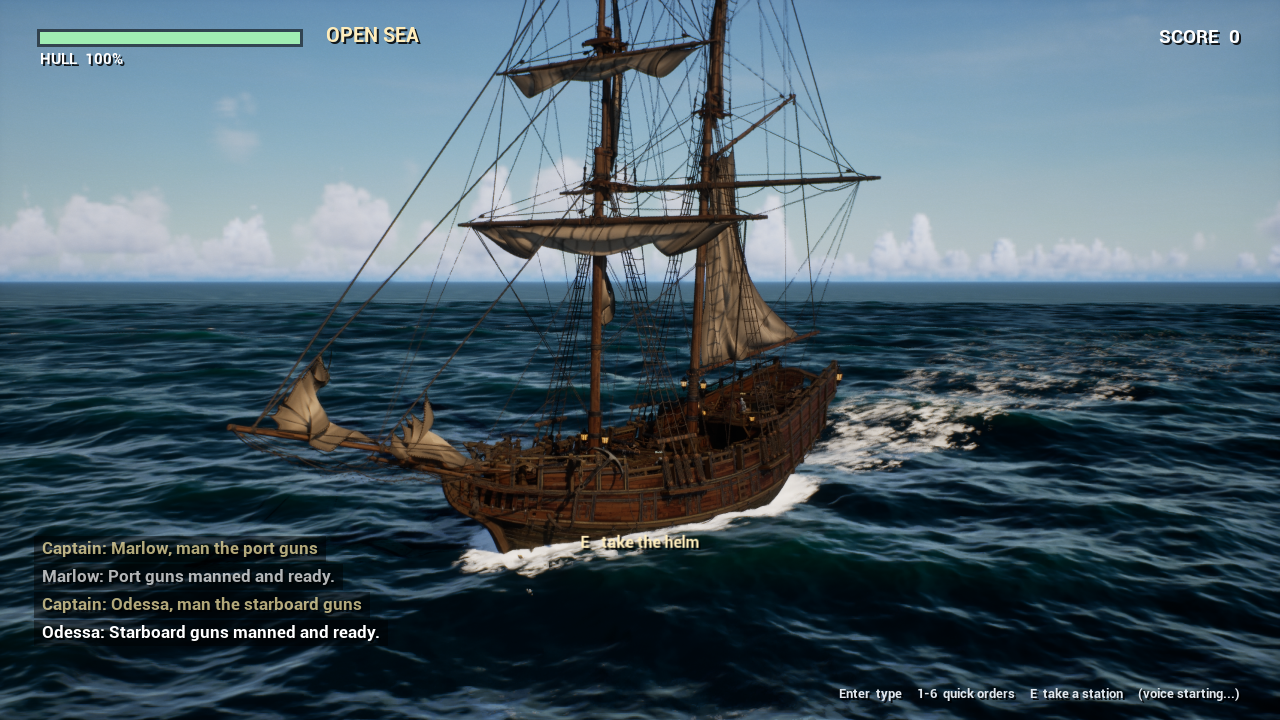 OPEN SEA
SCORE 0
HULL 100%
E take the helm
Captain: Marlow, man the port guns
Marlow: Port guns manned and ready.
Captain: Odessa, man the starboard guns
Odessa: Starboard guns manned and ready.
Enter type 1-6 quick orders E take a station (voice starting...)